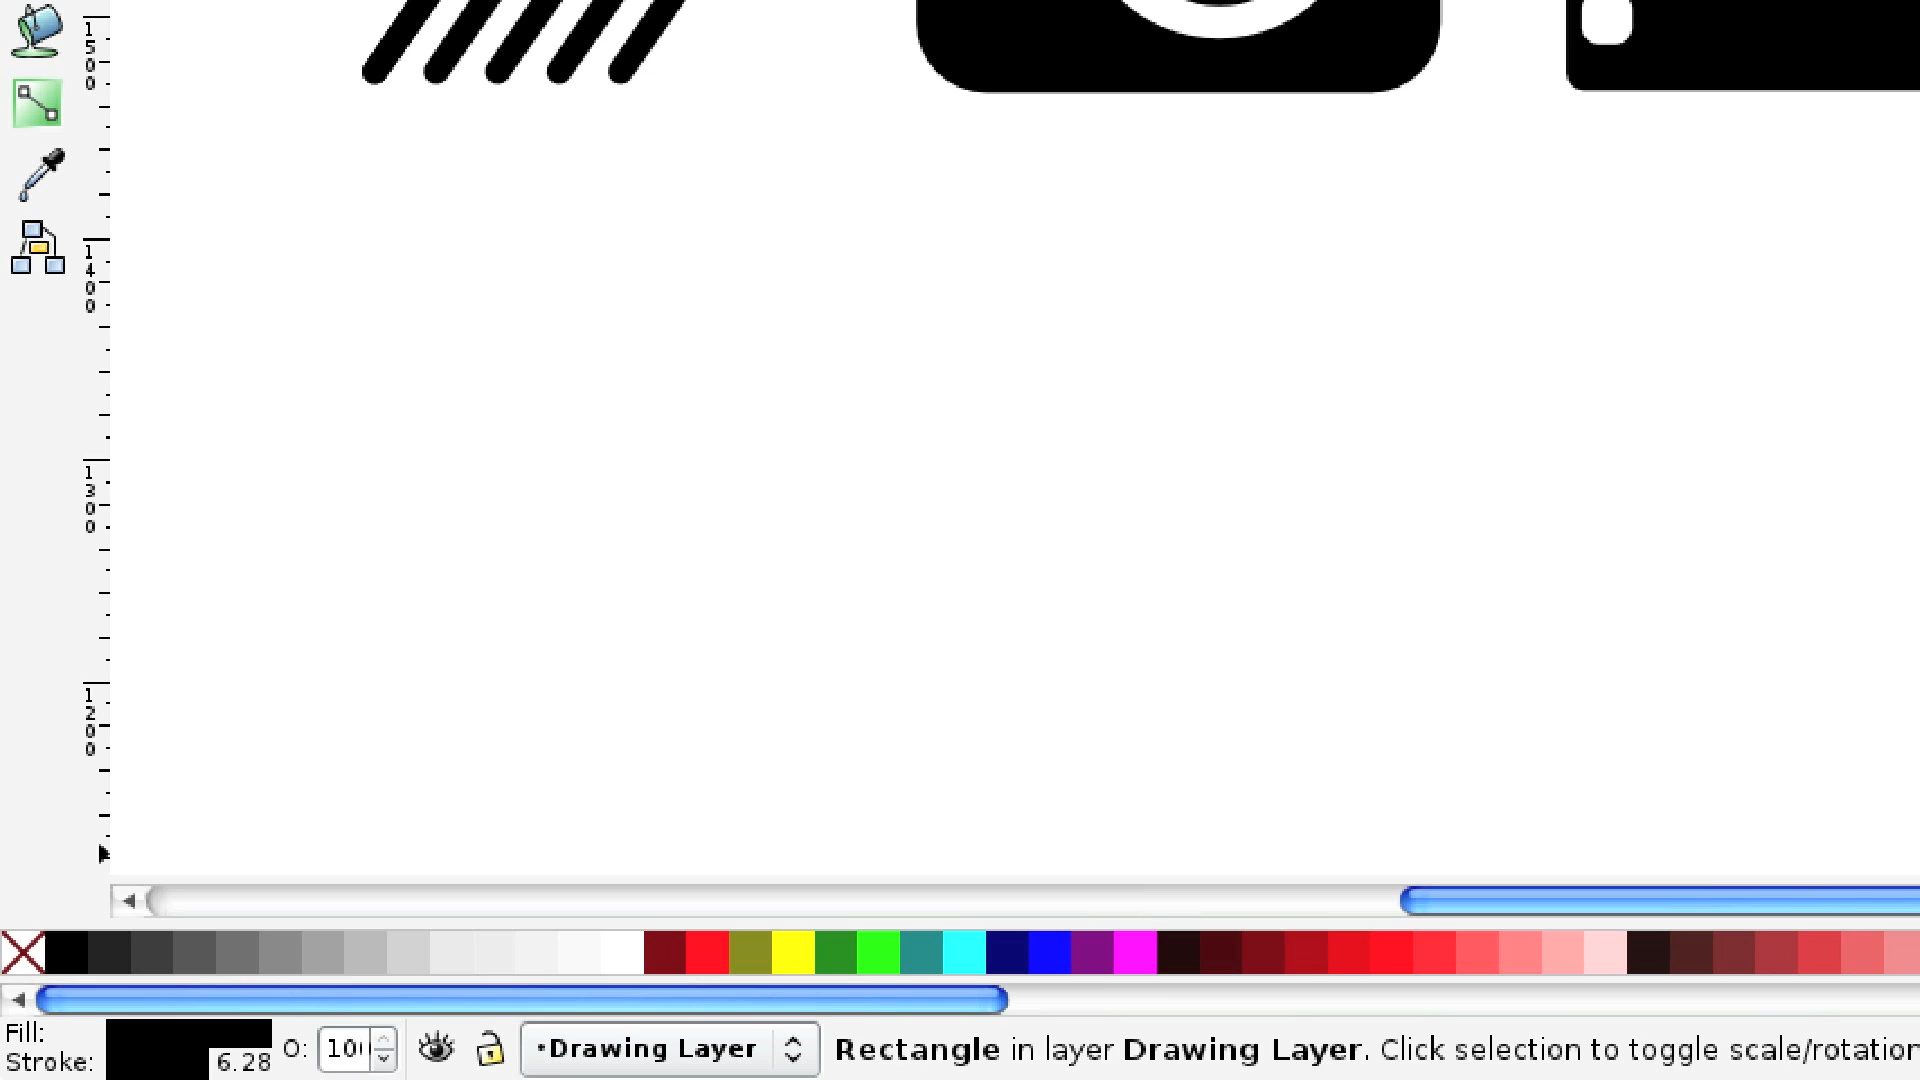 1500
1400
1300
1200
Fill:
Stroke: 6.28
O: 10
•Drawing Layer
Rectangle in layer Drawing Layer. Click selection to toggle scale/rotation